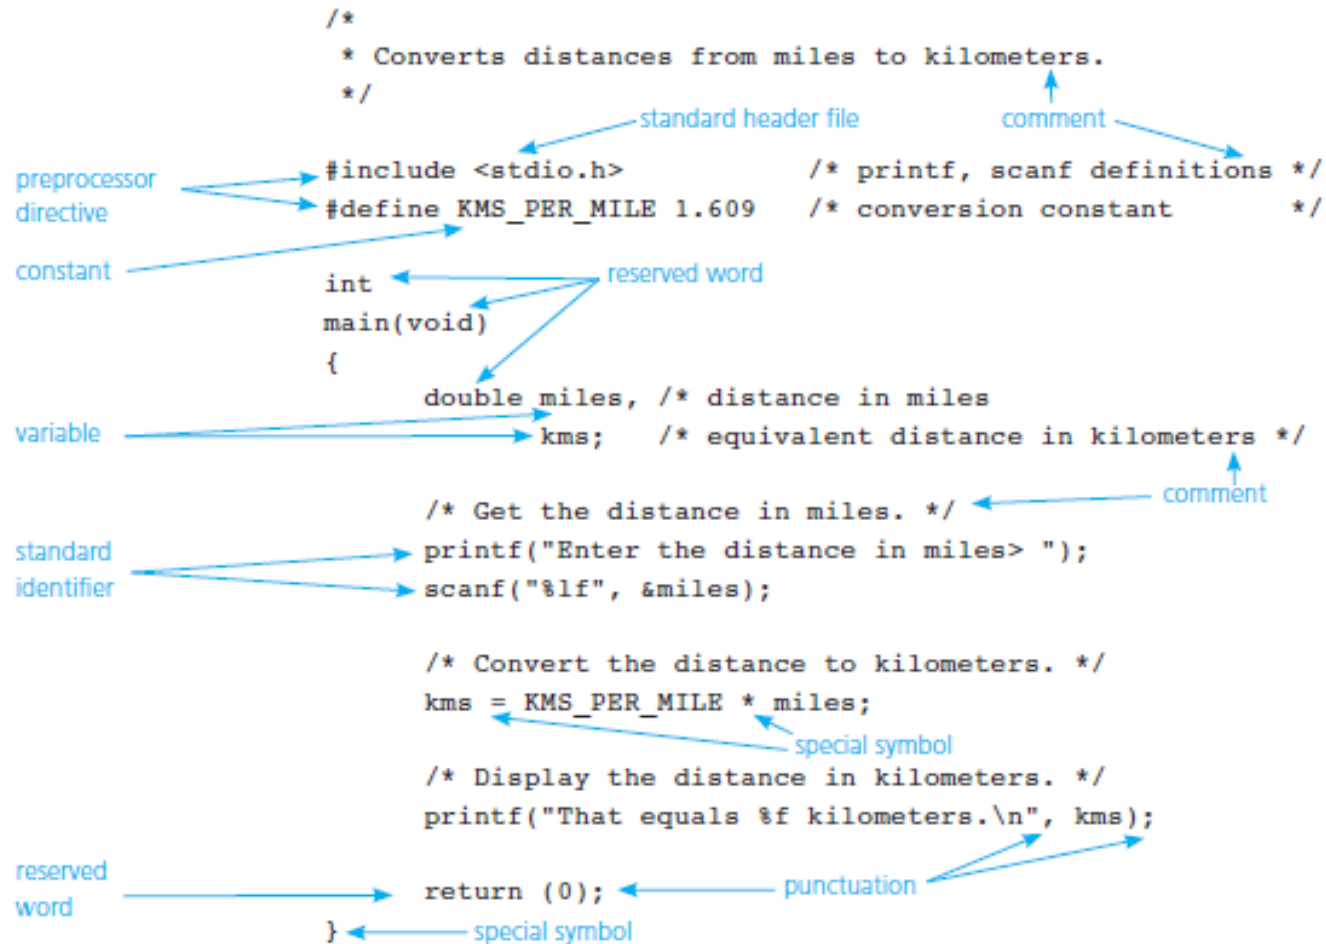 /*
* Converts distances from miles to kilometers.
*/
standard header file comment
preprocessor directive
#include <stdio.h> /* printf, scanf definitions */
#define KMS_PER_MILE 1.609 /* conversion constant */
constant
reserved word
int
main(void)
{
double miles, /* distance in miles
variable
kms; /* equivalent distance in kilometers */
comment
/* Get the distance in miles. */
standard identifier
printf("Enter the distance in miles> ");
scanf("%lf", &miles);
/* Convert the distance to kilometers. */
kms = KMS_PER_MILE * miles;
special symbol
/* Display the distance in kilometers. */
printf("That equals %f kilometers.\n", kms);
reserved word
return (0);
punctuation
}
special symbol